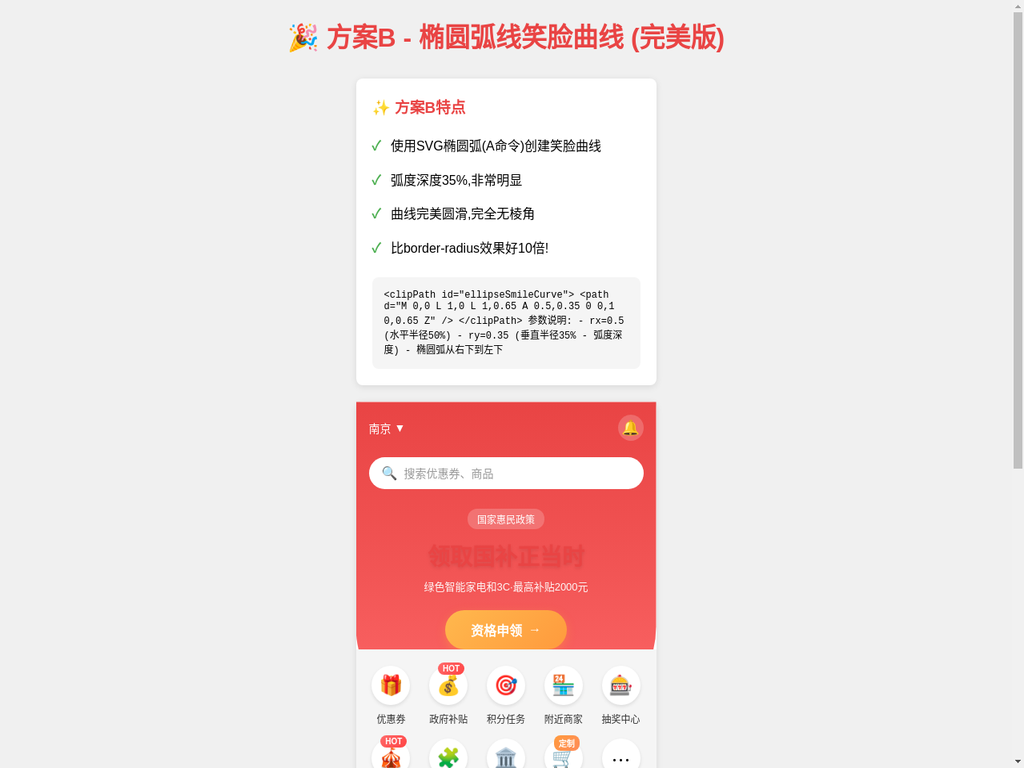 🎉 方案B - 椭圆弧线笑脸曲线 (完美版)
✨ 方案B特点
✓ 使用SVG椭圆弧(A命令)创建笑脸曲线
✓ 弧度深度35%,非常明显
✓ 曲线完美圆滑,完全无棱角
✓ 比border-radius效果好10倍!
<clipPath id="ellipseSmileCurve"> <path
d="M 0,0 L 1,0 L 1,0.65 A 0.5,0.35 0 0,1
0,0.65 Z" /> </clipPath> 参数说明: - rx=0.5
(水平半径50%) - ry=0.35 (垂直半径35% - 弧度深
度) - 椭圆弧从右下到左下
南京 ▼
搜索优惠券、商品
国家惠民政策
领取国补正当时
绿色智能家电和3C·最高补贴2000元
资格申领 →
HOT
优惠券 政府补贴 积分任务 附近商家 抽奖中心
HOT 定制